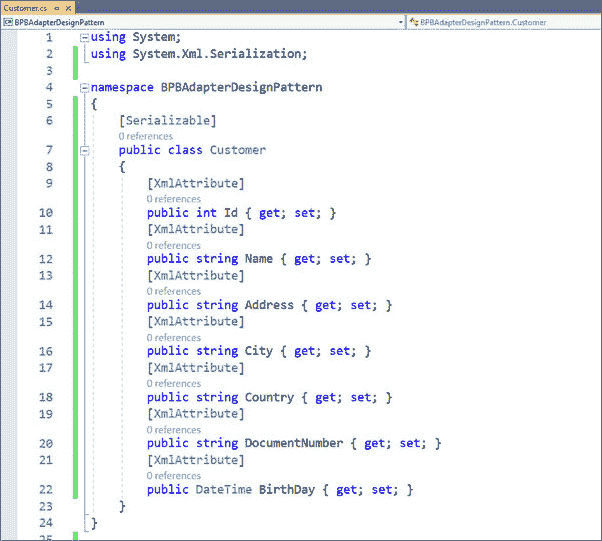 Customer.cs
BPBAdapterDesignPattern
BPBAdapterDesignPattern.Customer
1 using System;
2 using System.Xml.Serialization;
3
4 namespace BPBAdapterDesignPattern
5 {
6 [Serializable]
0 references
7 public class Customer
8 {
9 [XmlAttribute]
0 references
10 public int Id { get; set; }
11 [XmlAttribute]
0 references
12 public string Name { get; set; }
13 [XmlAttribute]
0 references
14 public string Address { get; set; }
15 [XmlAttribute]
0 references
16 public string City { get; set; }
17 [XmlAttribute]
0 references
18 public string Country { get; set; }
19 [XmlAttribute]
0 references
20 public string DocumentNumber { get; set; }
21 [XmlAttribute]
0 references
22 public DateTime BirthDay { get; set; }
23 }
24 }
25